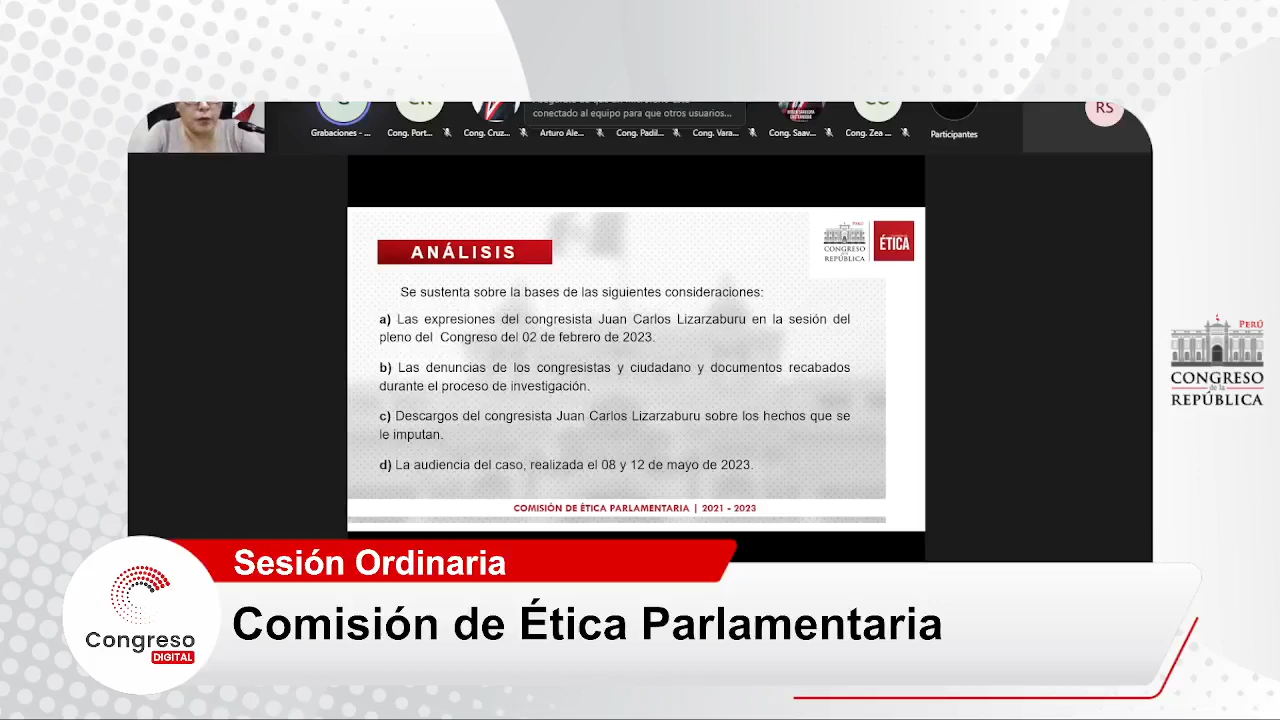 CR
conectado al equipo para que otros usuarios...
RS
Grabaciones - ...
Cong. Port...
Cong. Cruz...
Arturo Ale...
Cong. Padil...
Cong. Vara...
Cong. Saav...
Cong. Zea ...
Participantes
ANÁLISIS
PERÚ
CONGRESO
de la
REPÚBLICA
ÉTICA
Se sustenta sobre la bases de las siguientes consideraciones:
a) Las expresiones del congresista Juan Carlos Lizarzaburu en la sesión del
pleno del Congreso del 02 de febrero de 2023.
b) Las denuncias de los congresistas y ciudadano y documentos recabados
durante el proceso de investigación.
c) Descargos del congresista Juan Carlos Lizarzaburu sobre los hechos que se
le imputan.
d) La audiencia del caso, realizada el 08 y 12 de mayo de 2023.
COMISIÓN DE ÉTICA PARLAMENTARIA | 2021 - 2023
PERÚ
CONGRESO
de la
REPÚBLICA
Sesión Ordinaria
Comisión de Ética Parlamentaria
Congreso
DIGITAL